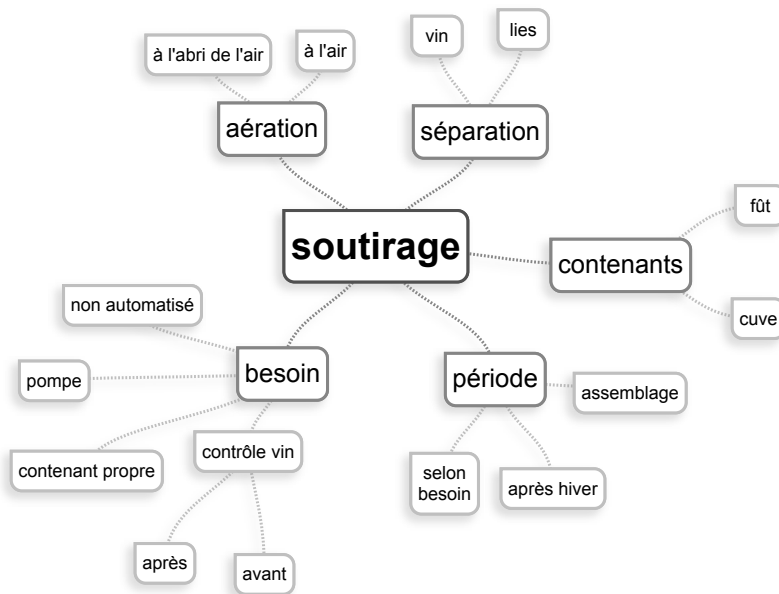 vin
lies
à l'abri de l'air
à l'air
aération
séparation
fût
soutirage
contenants
non automatisé
cuve
pompe
besoin
période
assemblage
contenant propre
contrôle vin
selon
besoin
après hiver
après
avant